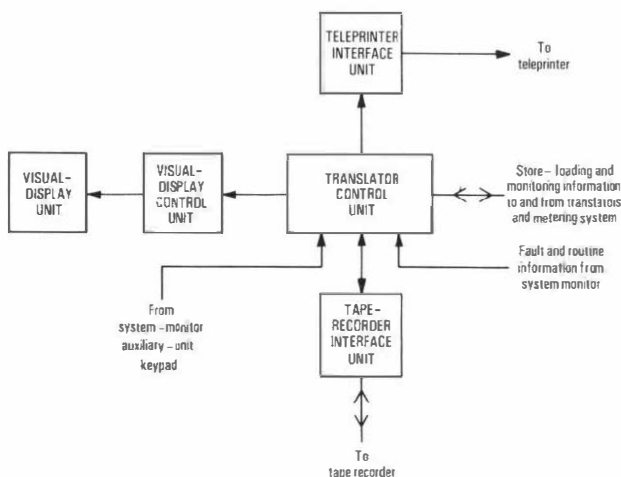 TELEPRINTER
INTERFACE
UNIT
To
teleprinter
VISUAL-
DISPLAY
UNIT
VISUAL-
DISPLAY
CONTROL
UNIT
TRANSLATOR
CONTROL
UNIT
Store-loading and
monitoring information
to and from translators
and metering system
Fault and routine
information from
system monitor
From
system-monitor
auxiliary-unit
keypad
TAPE-
RECORDER
INTERFACE
UNIT
To
tape recorder